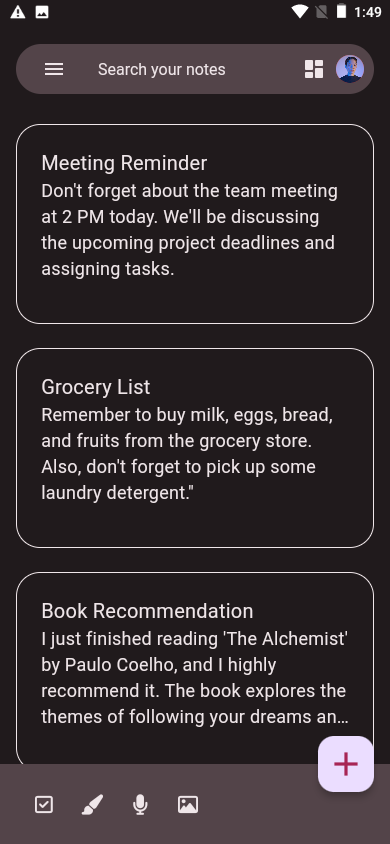 1:49
Search your notes
Meeting Reminder
Don't forget about the team meeting
at 2 PM today. We'll be discussing
the upcoming project deadlines and
assigning tasks.
Grocery List
Remember to buy milk, eggs, bread,
and fruits from the grocery store.
Also, don't forget to pick up some
laundry detergent."
Book Recommendation
I just finished reading 'The Alchemist'
by Paulo Coelho, and I highly
recommend it. The book explores the
themes of following your dreams an…